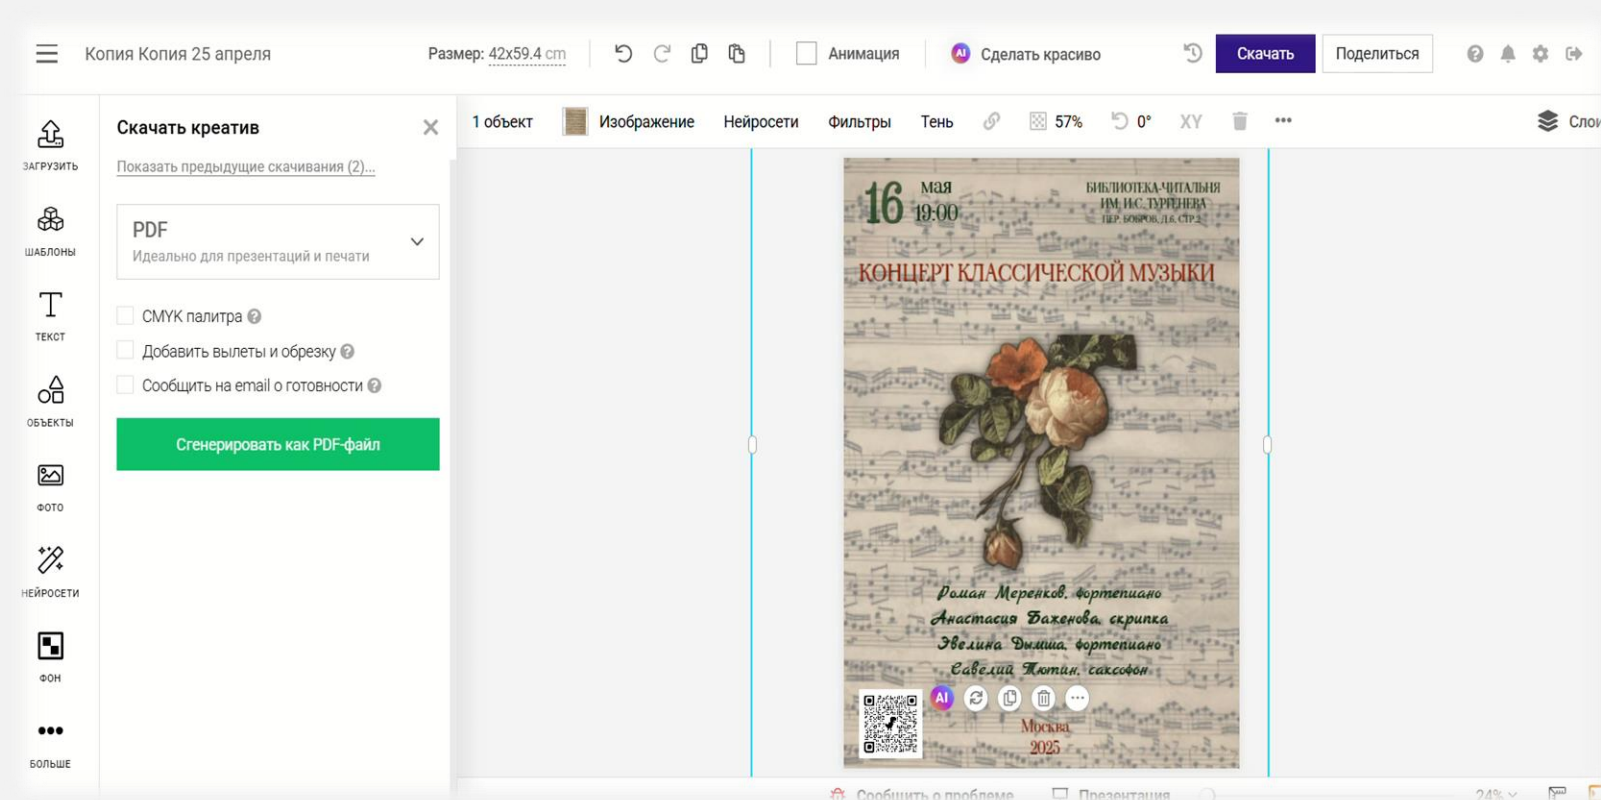 Копия Копия 25 апреля
Размер: 42x59.4 cm
Анимация
AI Сделать красиво
Скачать
Поделиться
ЗАГРУЗИТЬ
ШАБЛОНЫ
ТЕКСТ
ОБЪЕКТЫ
ФОТО
НЕЙРОСЕТИ
ФОН
БОЛЬШЕ
Скачать креатив
Показать предыдущие скачивания (2)...
PDF
Идеально для презентаций и печати
CMYK палитра
Добавить вылеты и обрезку
Сообщить на email о готовности
Сгенерировать как PDF-файл
1 объект
Изображение
Нейросети
Фильтры
Тень
57%
0°
XY
Слои
16 мая
19:00
БИБЛИОТЕКА-ЧИТАЛЬНЯ
ИМ. И.С. ТУРГЕНЕВА
ПЕР. БОБРОВ, Д.6, СТР.2
КОНЦЕРТ КЛАССИЧЕСКОЙ МУЗЫКИ
Роман Меренков, фортепиано
Анастасия Баженова, скрипка
Эвелина Дымша, фортепиано
Савелий Тютин, саксофон
AI
Москва
2025
Сообщить о проблеме
Презентация
24%